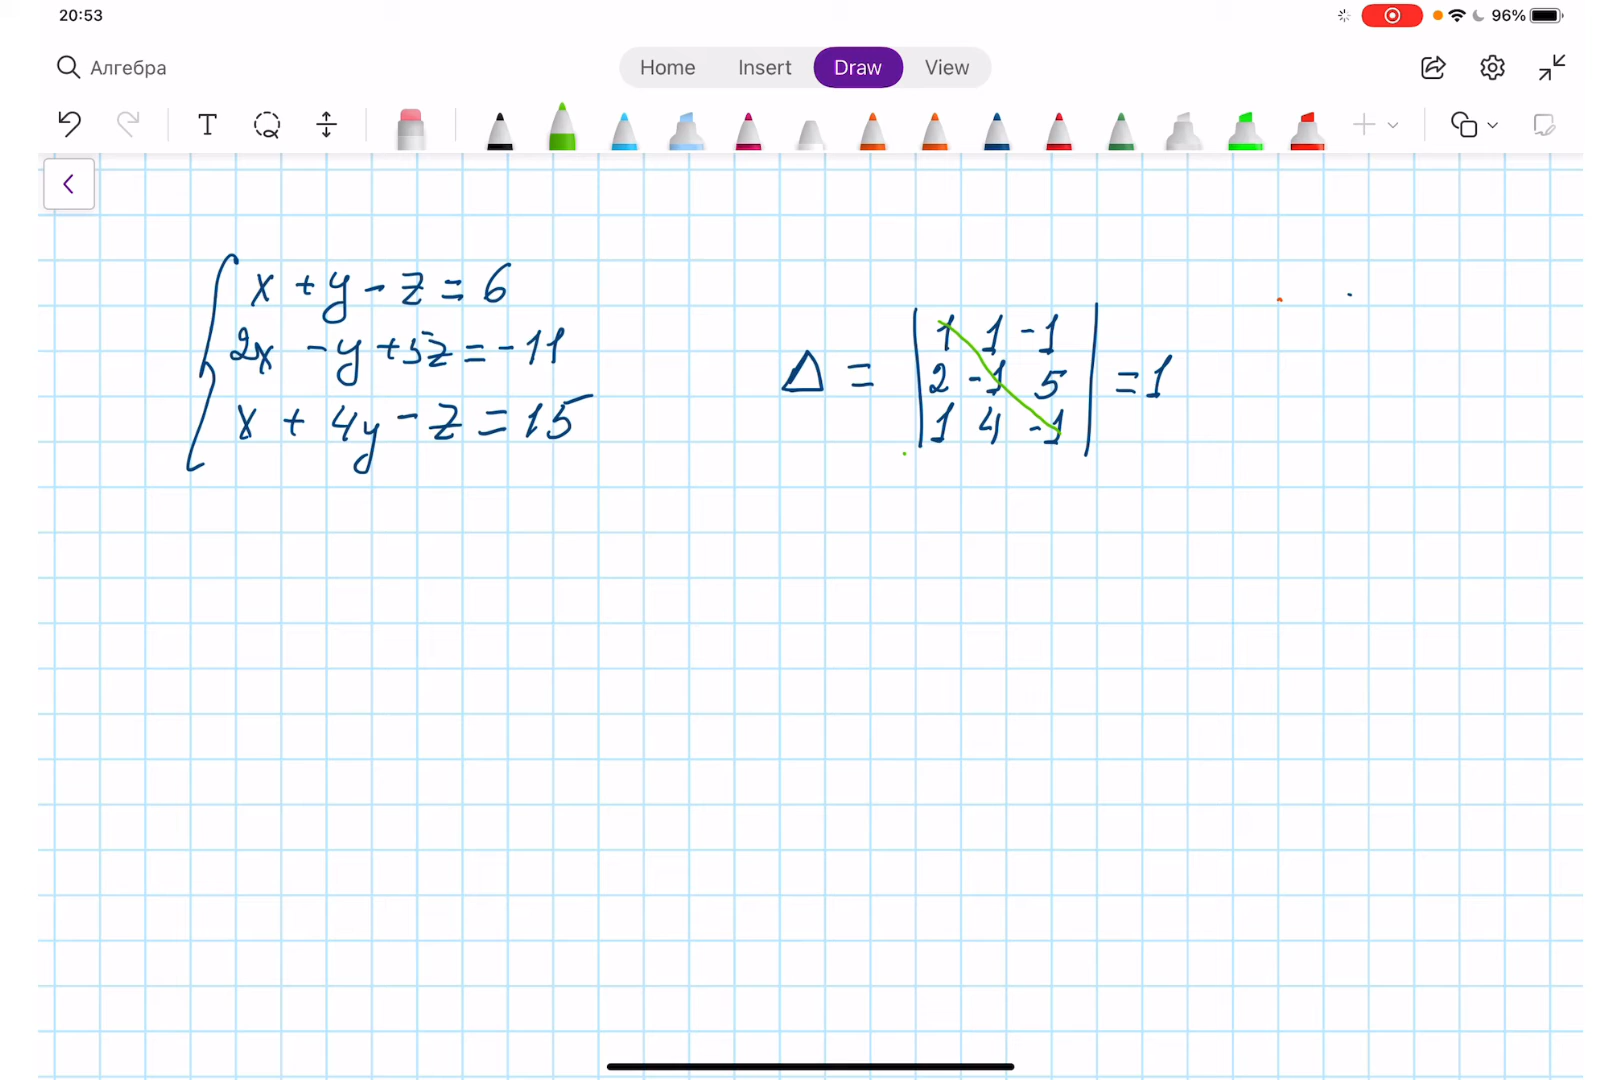 20:53
96%
Алгебра
Home Insert Draw View
T
x + y - z = 6
2x - y + 5z = -11
x + 4y - z = 15
Δ = | 1 1 -1 |
| 2 -1 5 | = 1
| 1 4 -1 |